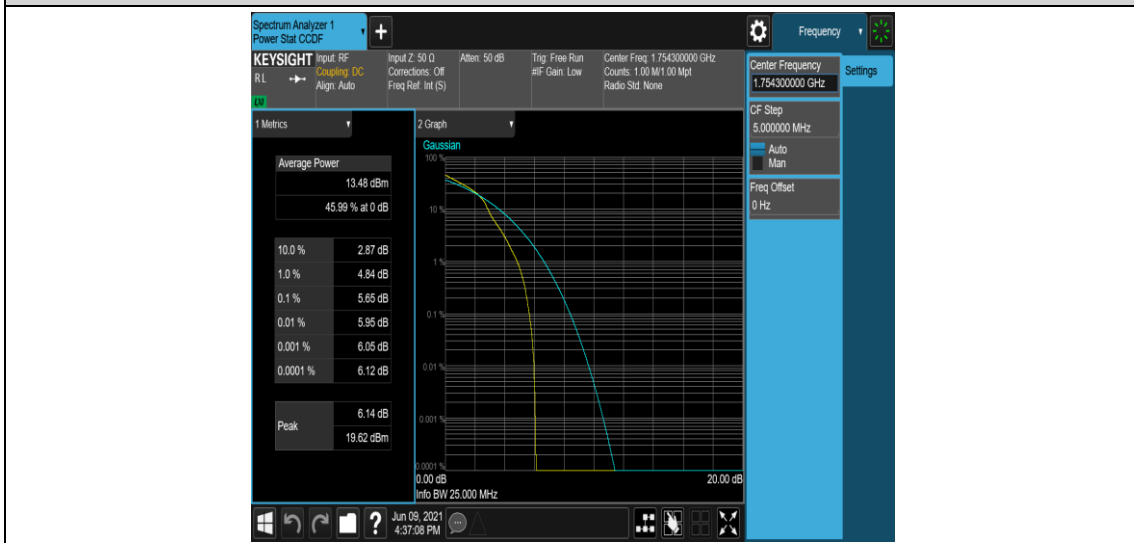 Spectrum Analyzer 1
Power Stat CCDF
+
Frequency
KEYSIGHT
RL
LXI
Input: RF
Coupling: DC
Align: Auto
Input Z: 50 Ω
Corrections: Off
Freq Ref: Int (S)
Atten: 50 dB
Trig: Free Run
#IF Gain: Low
Center Freq: 1.754300000 GHz
Counts: 1.00 M/1.00 Mpt
Radio Std: None
Center Frequency
1.754300000 GHz
Settings
CF Step
5.000000 MHz
Auto
Man
Freq Offset
0 Hz
1 Metrics
Average Power
13.48 dBm
45.99 % at 0 dB
10.0 % 2.87 dB
1.0 % 4.84 dB
0.1 % 5.65 dB
0.01 % 5.95 dB
0.001 % 6.05 dB
0.0001 % 6.12 dB
Peak
6.14 dB
19.62 dBm
2 Graph
Gaussian
100 %
10 %
1 %
0.1 %
0.01 %
0.001 %
0.0001 %
0.00 dB 20.00 dB
Info BW 25.000 MHz
?
Jun 09, 2021
4:37:08 PM